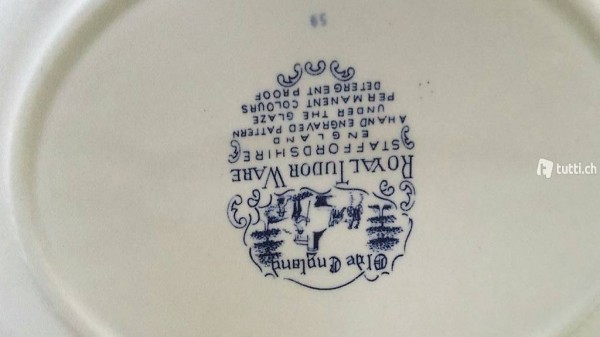 Olde England
ROYAL TUDOR WARE
STAFFORDSHIRE
ENGLAND
A HAND ENGRAVED PATTERN
UNDER THE GLAZE
PERMANENT COLOURS
DETERGENT PROOF
59
tutti.ch